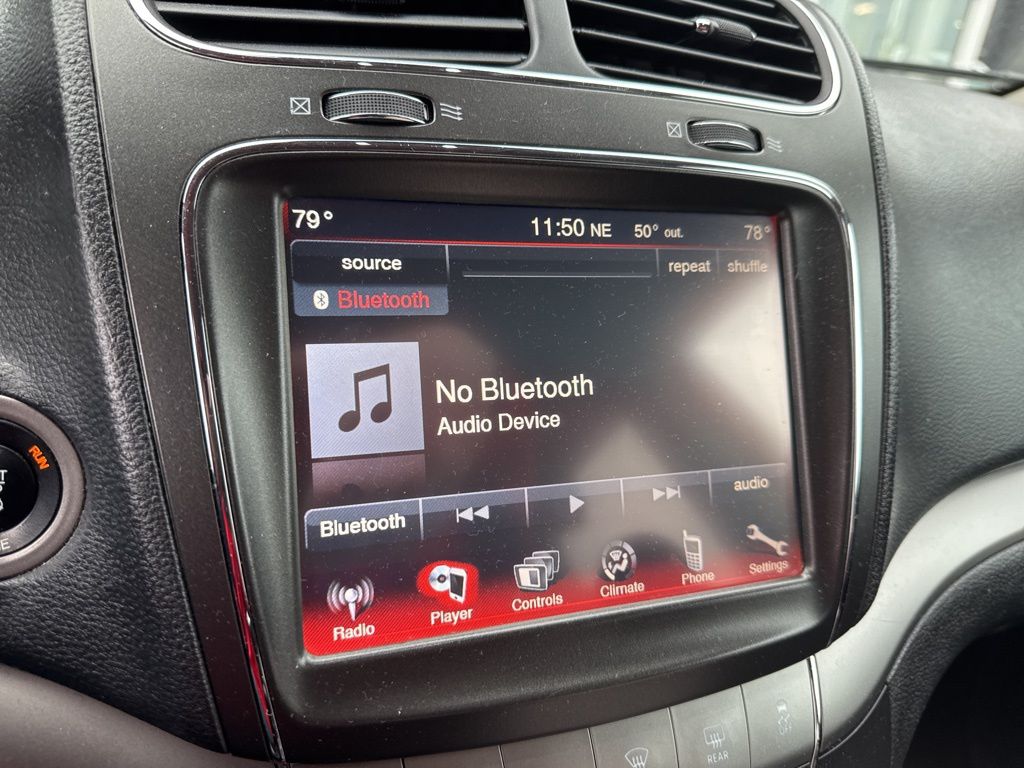 79° 11:50 NE 50° out. 78°
source repeat shuffle
Bluetooth
No Bluetooth
Audio Device
Bluetooth audio
Radio Player Controls Climate Phone Settings
RUN
REAR
OFF